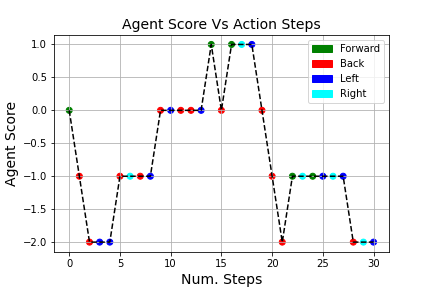 Agent Score Vs Action Steps
Agent Score
1.0
0.5
0.0
−0.5
−1.0
−1.5
−2.0
Forward
Back
Left
Right
0 5 10 15 20 25 30
Num. Steps